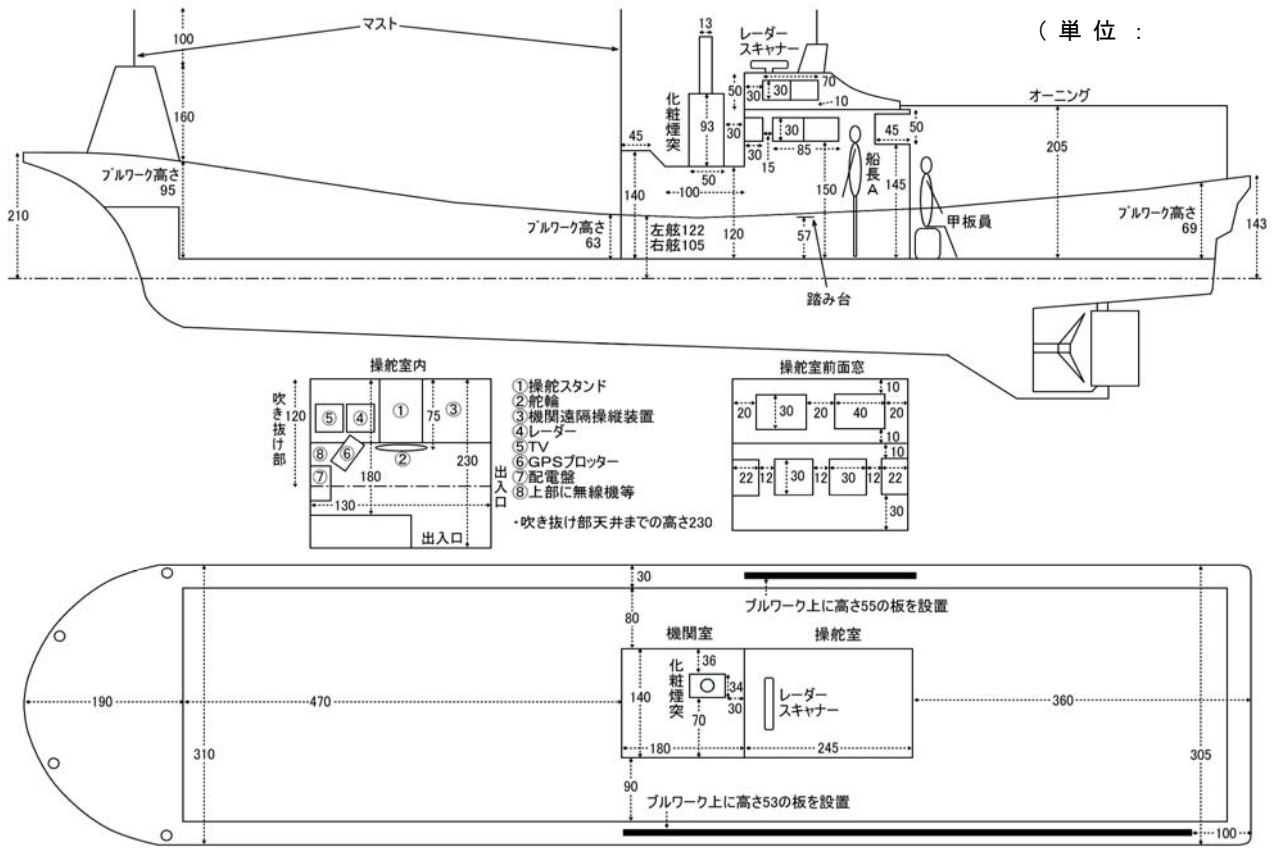 (単位:
マスト
100
160
13
レーダー
スキャナー
70
50
30
30
10
化粧煙突
93
30
30
30
15
85
50
100
45
140
120
左舷122
右舷105
57
150
船長A
45
50
145
オーニング
205
甲板員
ブルワーク高さ
95
210
ブルワーク高さ
63
ブルワーク高さ
69
143
踏み台
操舵室内
吹き抜け部
120
⑤
④
①
③
75
230
⑧
⑥
②
⑦
180
130
出入口
出入口
①操舵スタンド
②舵輪
③機関遠隔操縦装置
④レーダー
⑤TV
⑥GPSプロッター
⑦配電盤
⑧上部に無線機等
・吹き抜け部天井までの高さ230
操舵室前面窓
10
20
30
20
40
20
10
10
22
12
30
12
30
12
22
30
30
ブルワーク上に高さ55の板を設置
80
機関室
操舵室
化粧煙突
36
34
30
140
70
レーダー
スキャナー
190
470
360
310
305
180
245
90
ブルワーク上に高さ53の板を設置
100